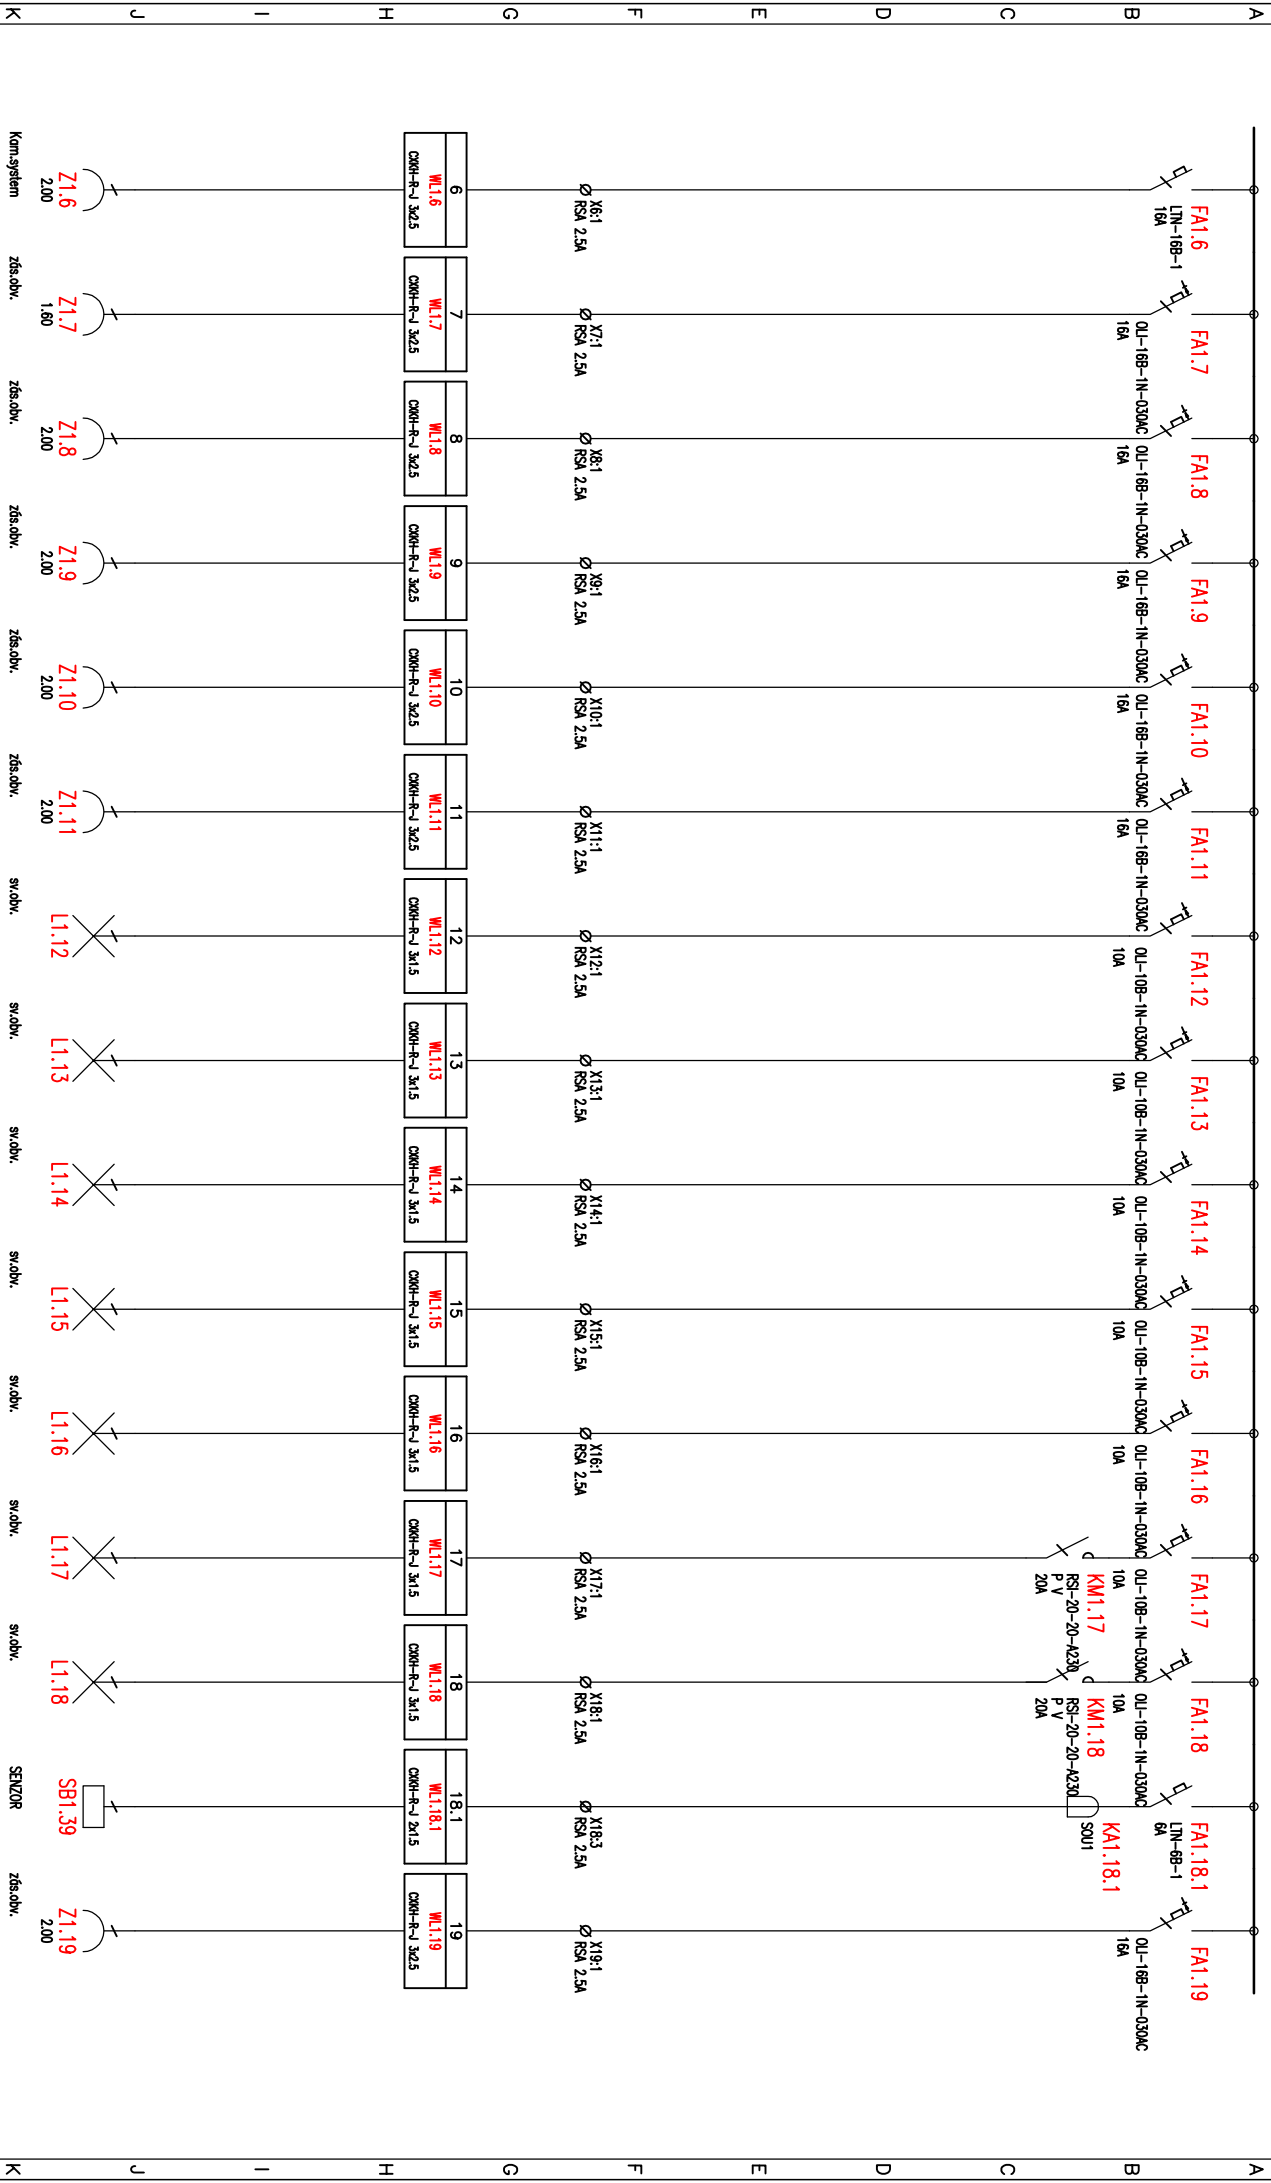 A
B
C
D
E
F
G
H
I
J
K
FA1.6
LTN-16B-1
16A
X6:1
RSA 2.5A
6
WL1.6
CXKH-R-J 3x2.5
Z1.6
2.00
Kam.system
FA1.7
OLI-16B-1N-030AC
16A
X7:1
RSA 2.5A
7
WL1.7
CXKH-R-J 3x2.5
Z1.7
1.60
zás.obv.
FA1.8
OLI-16B-1N-030AC
16A
X8:1
RSA 2.5A
8
WL1.8
CXKH-R-J 3x2.5
Z1.8
2.00
zás.obv.
FA1.9
OLI-16B-1N-030AC
16A
X9:1
RSA 2.5A
9
WL1.9
CXKH-R-J 3x2.5
Z1.9
2.00
zás.obv.
FA1.10
OLI-16B-1N-030AC
16A
X10:1
RSA 2.5A
10
WL1.10
CXKH-R-J 3x2.5
Z1.10
2.00
zás.obv.
FA1.11
OLI-16B-1N-030AC
16A
X11:1
RSA 2.5A
11
WL1.11
CXKH-R-J 3x2.5
Z1.11
2.00
zás.obv.
FA1.12
OLI-10B-1N-030AC
10A
X12:1
RSA 2.5A
12
WL1.12
CXKH-R-J 3x1.5
L1.12
sv.obv.
FA1.13
OLI-10B-1N-030AC
10A
X13:1
RSA 2.5A
13
WL1.13
CXKH-R-J 3x1.5
L1.13
sv.obv.
FA1.14
OLI-10B-1N-030AC
10A
X14:1
RSA 2.5A
14
WL1.14
CXKH-R-J 3x1.5
L1.14
sv.obv.
FA1.15
OLI-10B-1N-030AC
10A
X15:1
RSA 2.5A
15
WL1.15
CXKH-R-J 3x1.5
L1.15
sv.obv.
FA1.16
OLI-10B-1N-030AC
10A
X16:1
RSA 2.5A
16
WL1.16
CXKH-R-J 3x1.5
L1.16
sv.obv.
FA1.17
OLI-10B-1N-030AC
10A
KM1.17
RSI-20-20-A230
P V
20A
X17:1
RSA 2.5A
17
WL1.17
CXKH-R-J 3x1.5
L1.17
sv.obv.
FA1.18
OLI-10B-1N-030AC
10A
KM1.18
RSI-20-20-A230
P V
20A
X18:1
RSA 2.5A
18
WL1.18
CXKH-R-J 3x1.5
L1.18
sv.obv.
FA1.18.1
LTN-6B-1
6A
KA1.18.1
SOU1
X18:3
RSA 2.5A
18.1
WL1.18.1
CXKH-R-J 2x1.5
SB1.39
SENZOR
FA1.19
OLI-16B-1N-030AC
16A
X19:1
RSA 2.5A
19
WL1.19
CXKH-R-J 3x2.5
Z1.19
2.00
zás.obv.
A
B
C
D
E
F
G
H
I
J
K